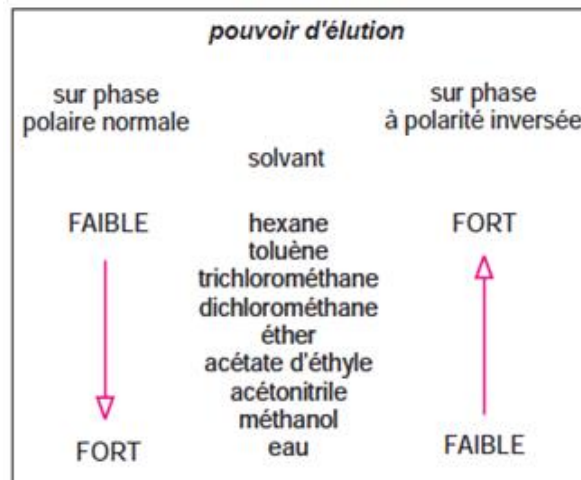 pouvoir d'élution
sur phase
polaire normale
sur phase
à polarité inversée
solvant
FAIBLE
hexane
FORT
toluène
trichlorométhane
dichlorométhane
éther
acétate d'éthyle
acétonitrile
méthanol
FORT
eau
FAIBLE